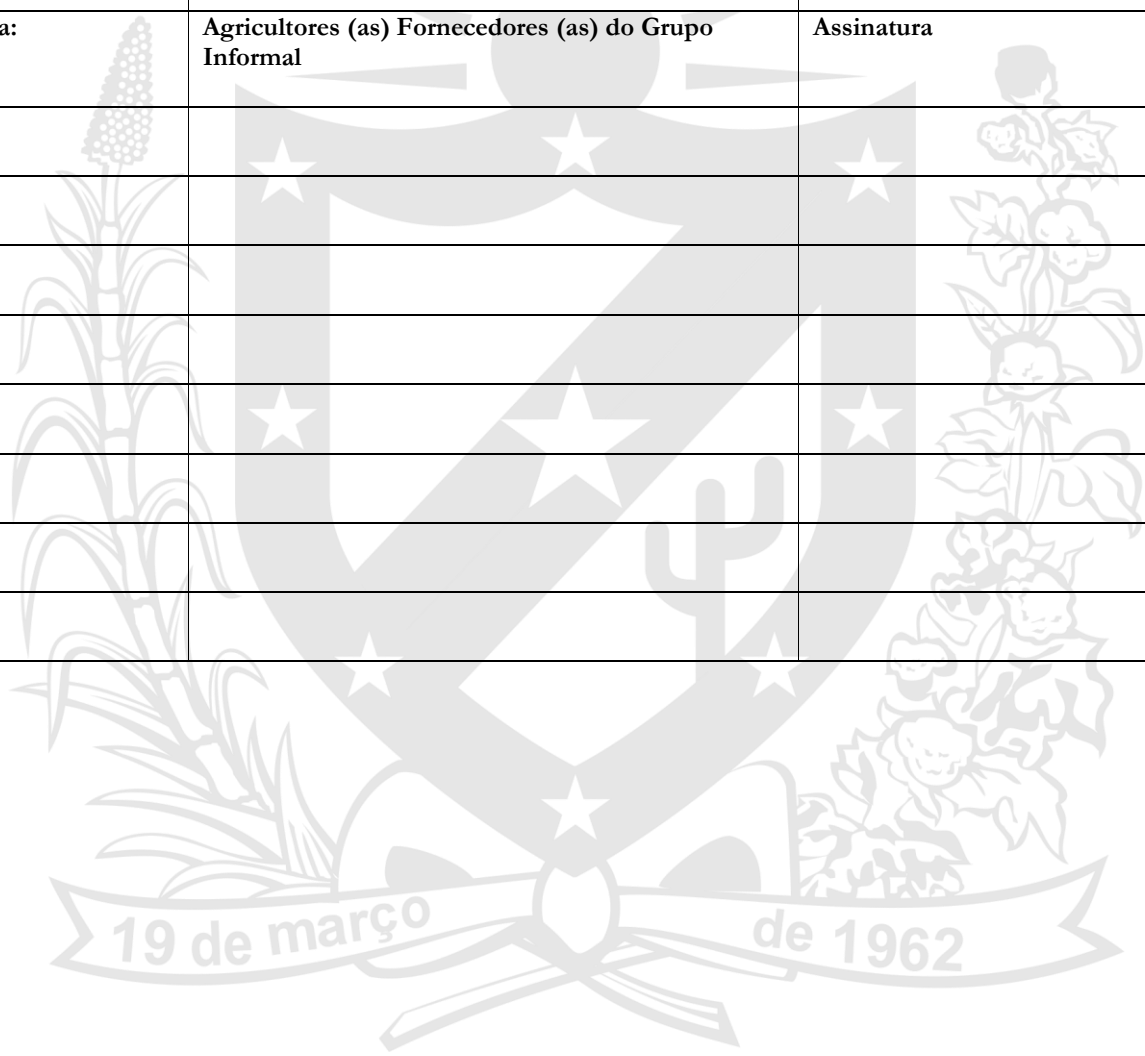 a:
Agricultores (as) Fornecedores (as) do Grupo
Informal
Assinatura
19 de março
de 1962